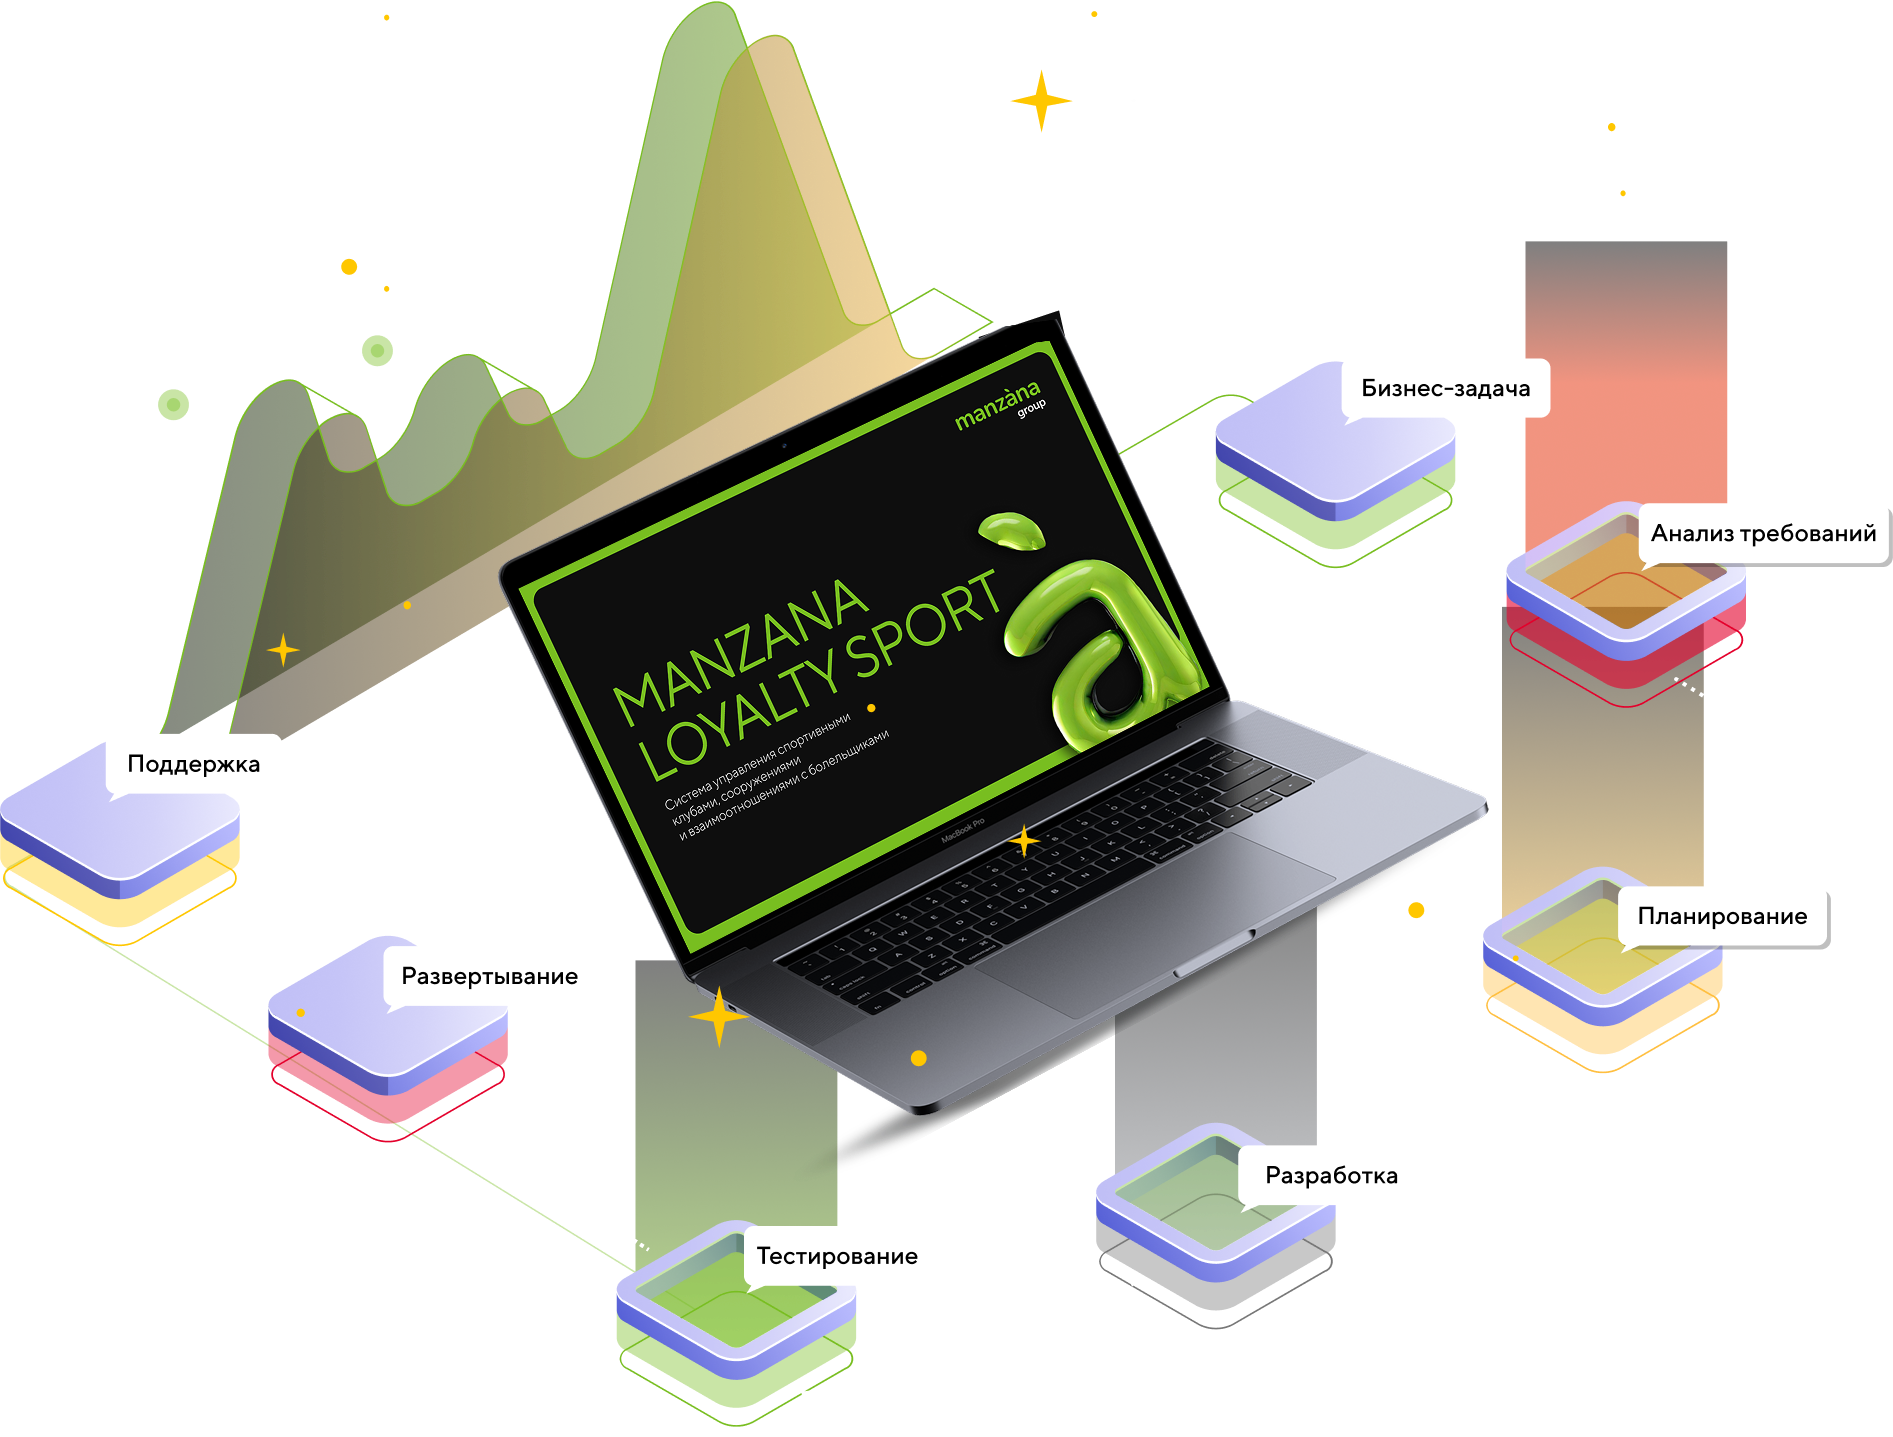 manzàna
group
Бизнес-задача
Анализ требований
MANZANA
LOYALTY SPORT
Система управления спортивными
клубами, сооружениями
и взаимоотношениями с болельщиками
Поддержка
MacBook Pro
Планирование
Развертывание
Разработка
Тестирование